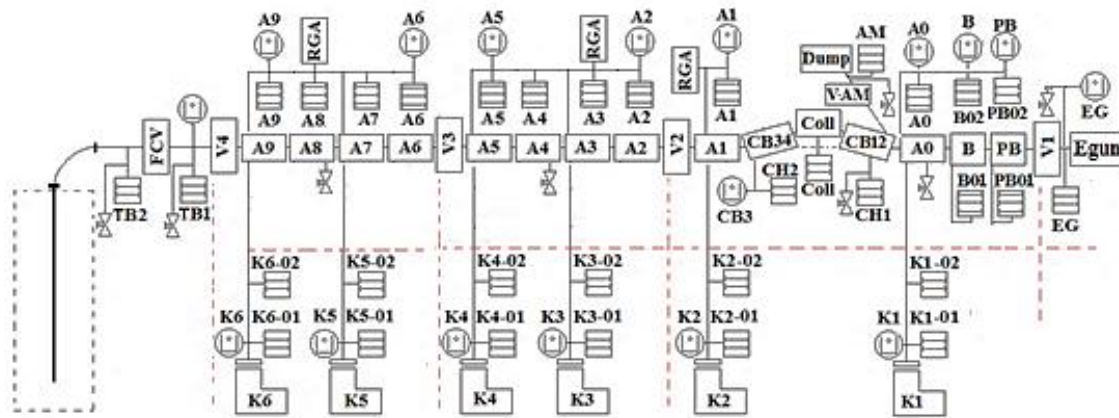 A9 A6 A5 A2 A1 AM A0 B PB
RGA RGA RGA Dump
V-AM EG
A9 A8 A7 A6 A5 A4 A3 A2 A1 Coll A0 B02 PB02
FCV V4 A9 A8 A7 A6 V3 A5 A4 A3 A2 V2 A1 CB34 CB12 A0 B PB V1 Egun
TB2 TB1 CB3 CH2 Coll CH1 B01 PB01 EG
K6-02 K5-02 K4-02 K3-02 K2-02 K1-02
K6 K6-01 K5 K5-01 K4 K4-01 K3 K3-01 K2 K2-01 K1 K1-01
K6 K5 K4 K3 K2 K1